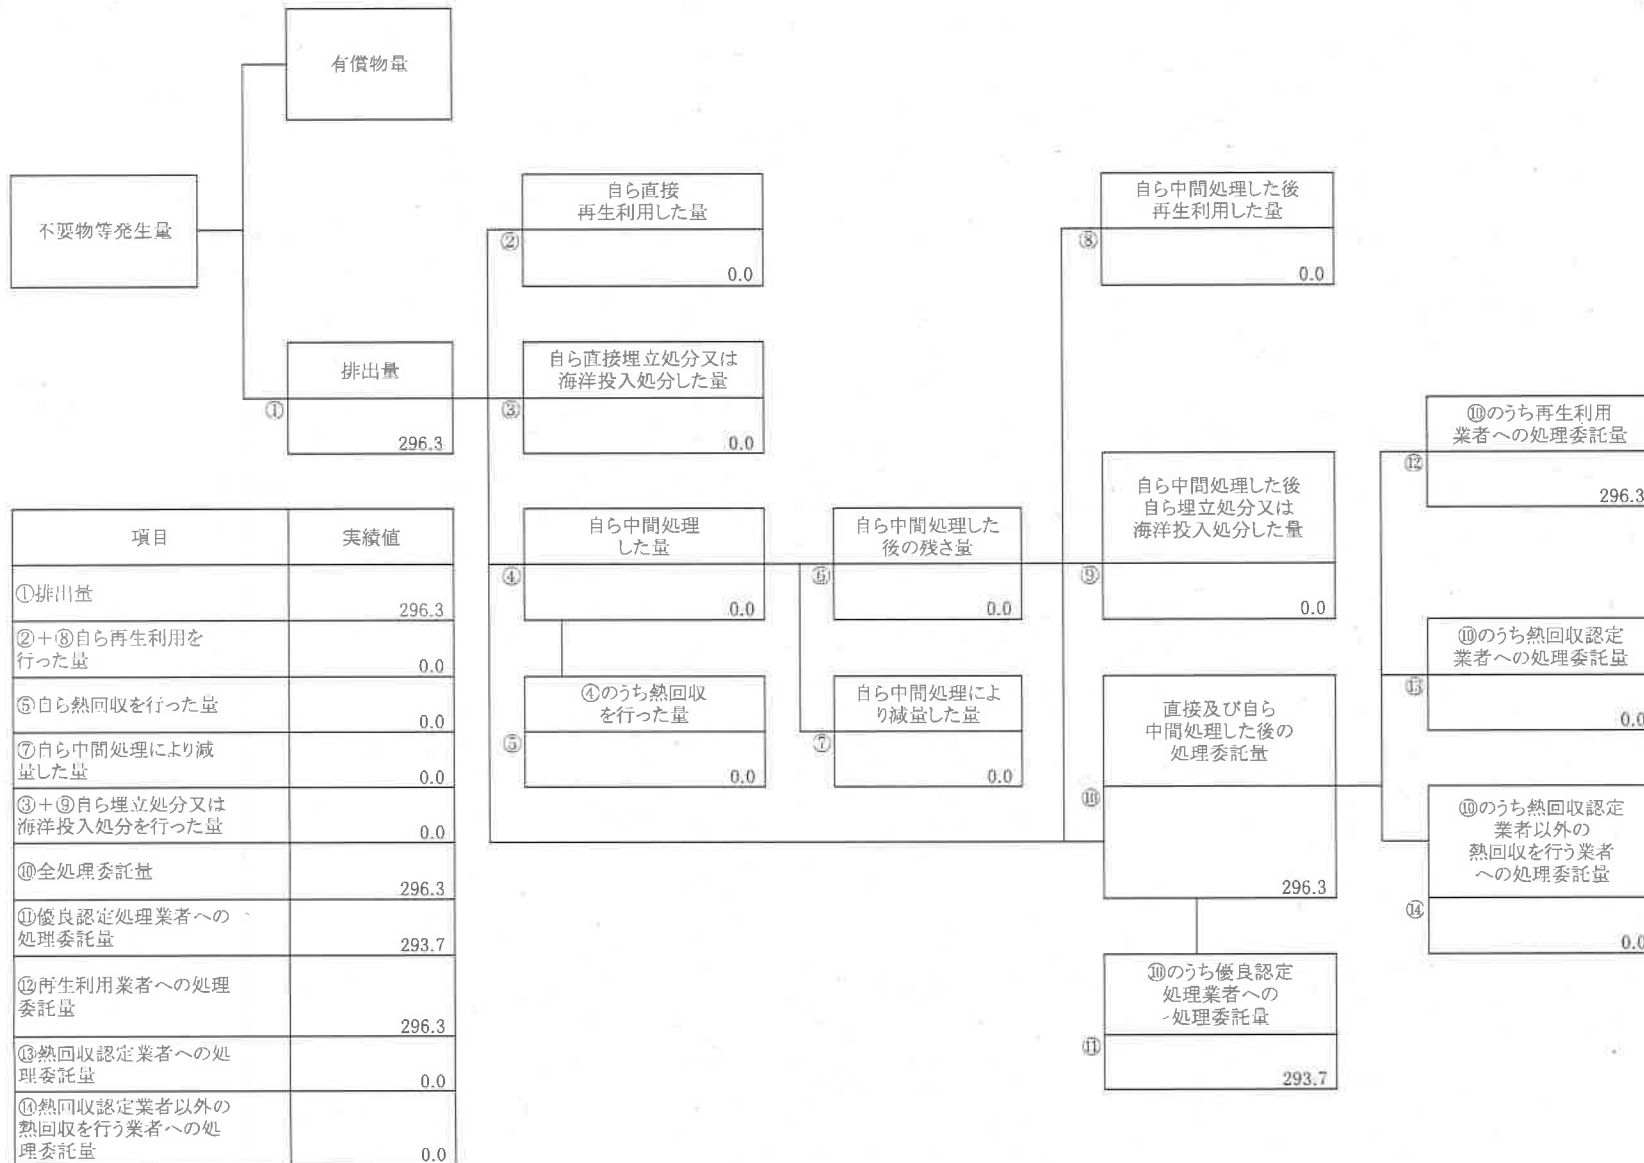 有償物量
不要物等発生量
自ら直接
再生利用した量
②
0.0
自ら中間処理した後
再生利用した量
⑧
0.0
排出量
①
296.3
自ら直接埋立処分又は
海洋投入処分した量
③
0.0
⑩のうち再生利用
業者への処理委託量
⑫
296.3
自ら中間処理
した量
④
0.0
自ら中間処理した
後の残さ量
⑥
0.0
自ら中間処理した後
自ら埋立処分又は
海洋投入処分した量
⑨
0.0
⑩のうち熱回収認定
業者への処理委託量
⑬
0.0
④のうち熱回収
を行った量
⑤
0.0
自ら中間処理によ
り減量した量
⑦
0.0
直接及び自ら
中間処理した後の
処理委託量
⑩
296.3
⑩のうち熱回収認定
業者以外の
熱回収を行う業者
への処理委託量
⑭
0.0
⑩のうち優良認定
処理業者への
処理委託量
⑪
293.7
項目 実績値
①排出量
296.3
②+⑧自ら再生利用を
行った量 0.0
⑤自ら熱回収を行った量
0.0
⑦自ら中間処理により減
量した量 0.0
③+⑨自ら埋立処分又は
海洋投入処分を行った量 0.0
⑩全処理委託量
296.3
⑪優良認定処理業者への
処理委託量 293.7
⑫再生利用業者への処理
委託量
296.3
⑬熱回収認定業者への処
理委託量 0.0
⑭熱回収認定業者以外の
熱回収を行う業者への処
理委託量 0.0